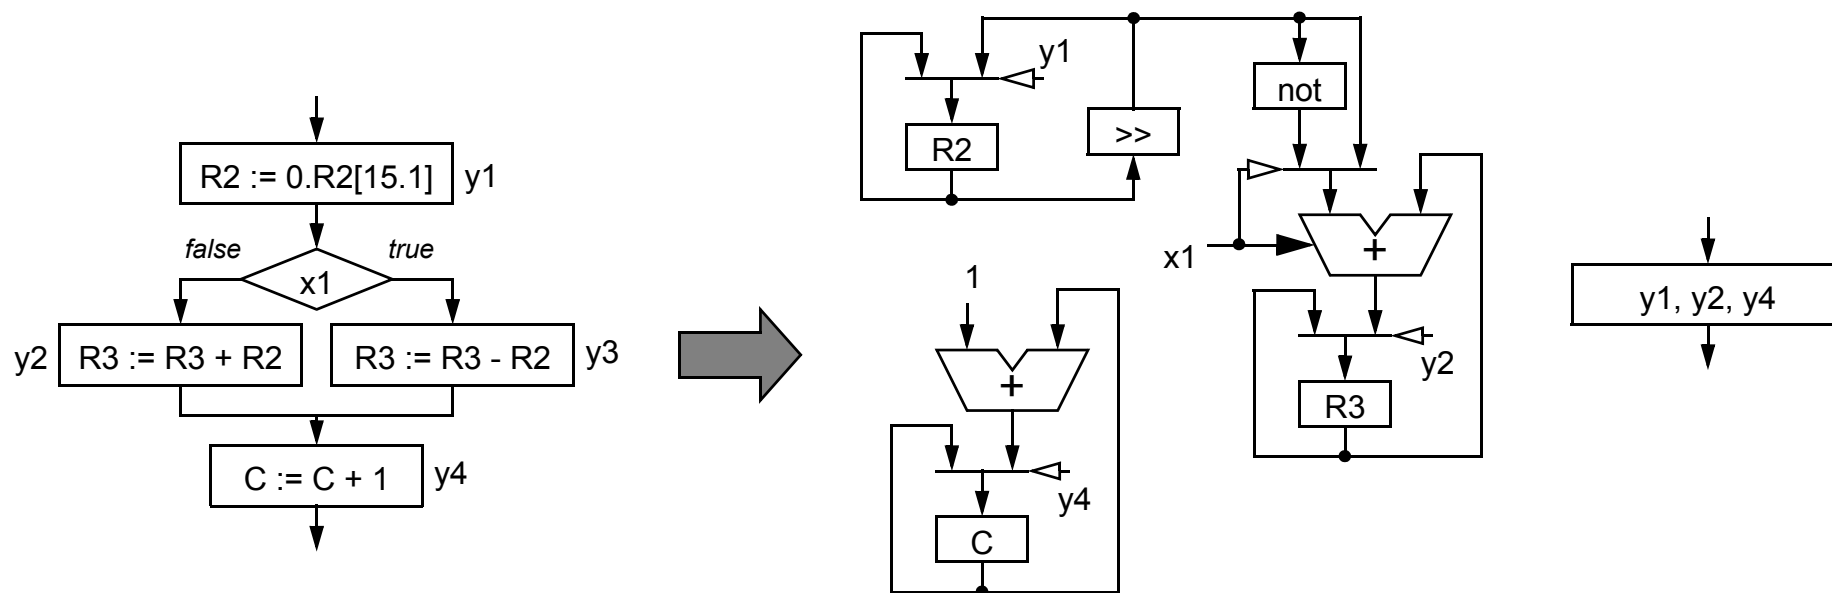 R2 := 0.R2[15.1] y1
false true
x1
y2 R3 := R3 + R2 R3 := R3 - R2 y3
C := C + 1 y4
y1
R2
>>
not
x1
+
y2
R3
1
+
y4
C
y1, y2, y4